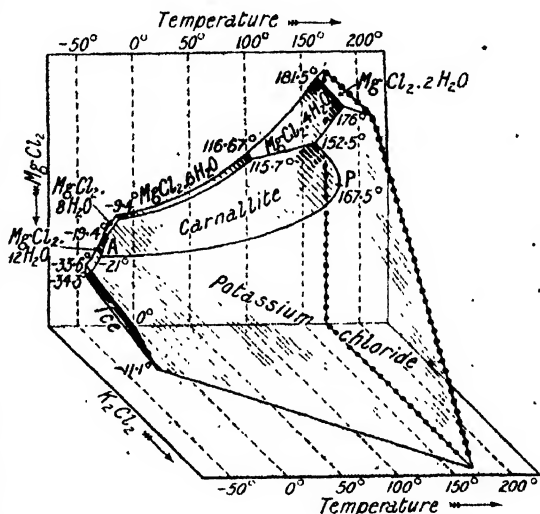 Temperature
-50° 0° 50° 100° 150° 200°
181·5°
MgCl₂.2H₂O
MgCl₂.4H₂O
176°
116·67°
152·5°
115·7°
MgCl₂
MgCl₂.6H₂O
P
167·5°
MgCl₂.
8H₂O
-9·4°
Carnallite
-19·4°
A
MgCl₂.
12H₂O
-21°
-33·6°
-34·3°
Ice
0°
Potassium
chloride
-11·1°
K₂Cl₂
-50° 0° 50° 100° 150° 200°
Temperature